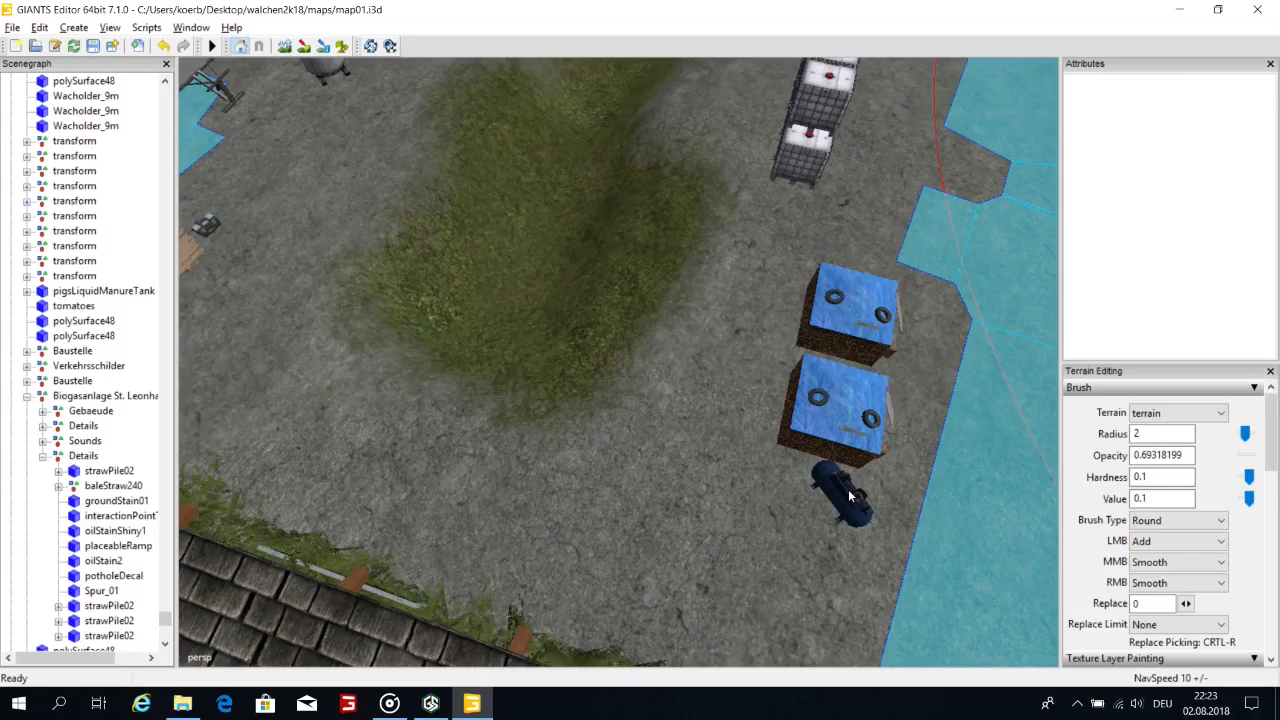 GIANTS Editor 64bit 7.1.0 - C:/Users/koerb/Desktop/walchen2k18/maps/map01.i3d
File Edit Create View Scripts Window Help
Scenegraph
polySurface48
Wacholder_9m
Wacholder_9m
Wacholder_9m
transform
transform
transform
transform
transform
transform
transform
transform
transform
transform
pigsLiquidManureTank
tomatoes
polySurface48
polySurface48
Baustelle
Verkehrsschilder
Baustelle
Biogasanlage St. Leonha
Gebaeude
Details
Sounds
Details
strawPile02
baleStraw240
groundStain01
interactionPoint
oilStainShiny1
placeableRamp
oilStain2
potholeDecal
Spur_01
strawPile02
strawPile02
strawPile02
polySurface48
persp
Attributes
Terrain Editing
Brush
Terrain terrain
Radius 2
Opacity 0.69318199
Hardness 0.1
Value 0.1
Brush Type Round
LMB Add
MMB Smooth
RMB Smooth
Replace 0
Replace Limit None
Replace Picking: CRTL-R
Texture Layer Painting
Ready
NavSpeed 10 +/-
DEU
22:23
02.08.2018